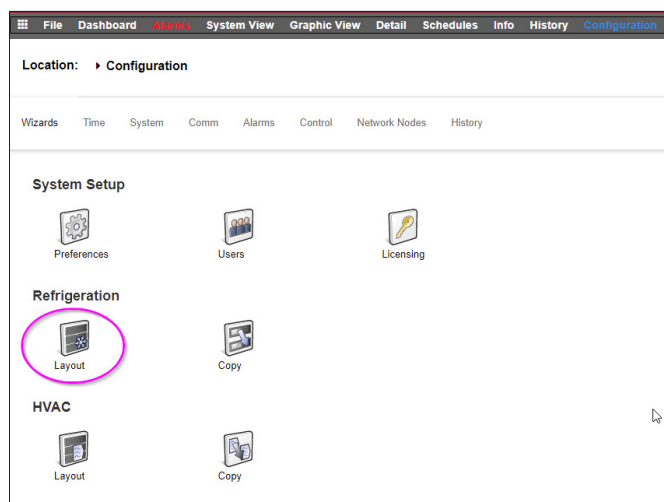 File Dashboard Alarms System View Graphic View Detail Schedules Info History Configuration
Location: Configuration
Wizards Time System Comm Alarms Control Network Nodes History
System Setup
Preferences Users Licensing
Refrigeration
Layout Copy
HVAC
Layout Copy